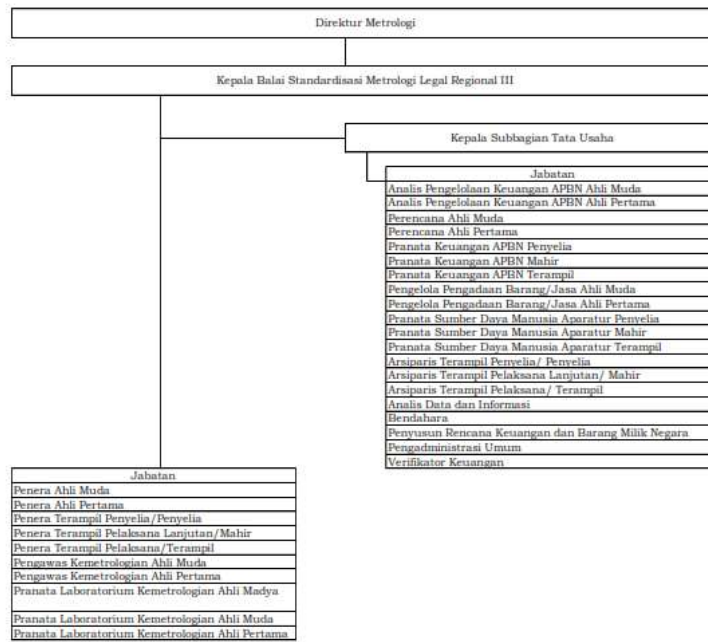 Direktur Metrologi
Kepala Balai Standardisasi Metrologi Legal Regional III
Kepala Subbagian Tata Usaha
Jabatan
Analis Pengelolaan Keuangan APBN Ahli Muda
Analis Pengelolaan Keuangan APBN Ahli Pertama
Perencana Ahli Muda
Perencana Ahli Pertama
Pranata Keuangan APBN Penyelia
Pranata Keuangan APBN Mahir
Pranata Keuangan APBN Terampil
Pengelola Pengadaan Barang/Jasa Ahli Muda
Pengelola Pengadaan Barang/Jasa Ahli Pertama
Pranata Sumber Daya Manusia Aparatur Penyelia
Pranata Sumber Daya Manusia Aparatur Mahir
Pranata Sumber Daya Manusia Aparatur Terampil
Arsiparis Terampil Penyelia/ Penyelia
Arsiparis Terampil Pelaksana Lanjutan/ Mahir
Arsiparis Terampil Pelaksana/ Terampil
Analis Data dan Informasi
Bendahara
Penyusun Rencana Keuangan dan Barang Milik Negara
Pengadministrasi Umum
Verifikator Keuangan
Jabatan
Penera Ahli Muda
Penera Ahli Pertama
Penera Terampil Penyelia/Penyelia
Penera Terampil Pelaksana Lanjutan/Mahir
Penera Terampil Pelaksana/Terampil
Pengawas Kemetrologian Ahli Muda
Pengawas Kemetrologian Ahli Pertama
Pranata Laboratorium Kemetrologian Ahli Madya
Pranata Laboratorium Kemetrologian Ahli Muda
Pranata Laboratorium Kemetrologian Ahli Pertama